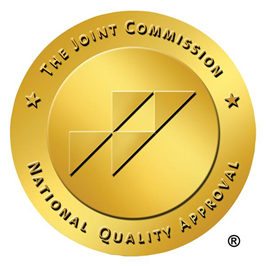 THE JOINT COMMISSION
NATIONAL QUALITY APPROVAL
®